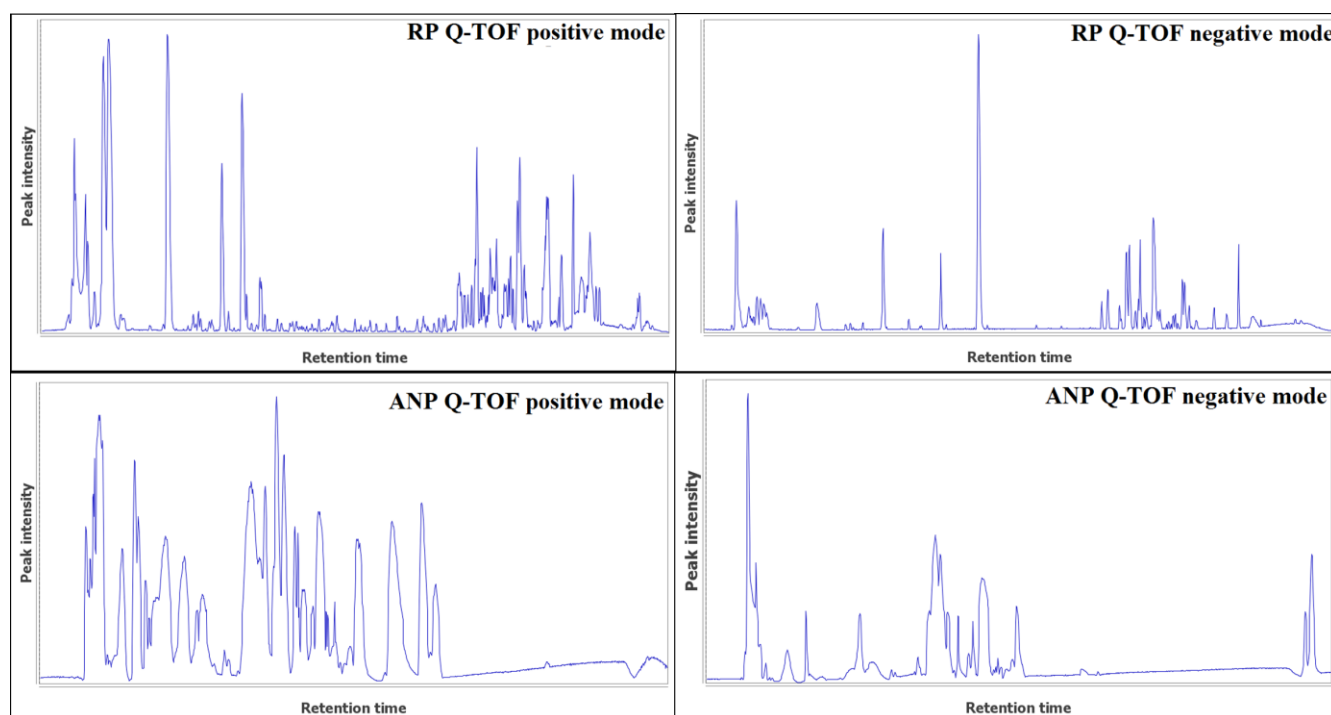 RP Q-TOF positive mode
Peak intensity
Retention time
RP Q-TOF negative mode
Peak intensity
Retention time
ANP Q-TOF positive mode
Peak intensity
Retention time
ANP Q-TOF negative mode
Peak intensity
Retention time